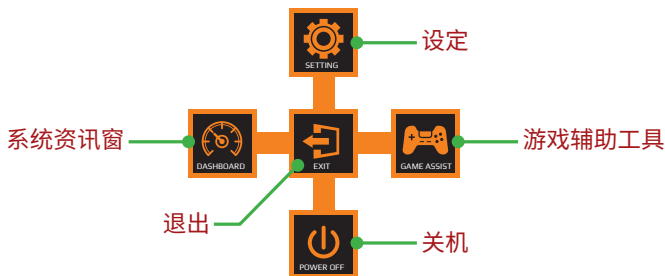 设定
SETTING
系统资讯窗
DASHBOARD
EXIT
GAME ASSIST
游戏辅助工具
退出
POWER OFF
关机